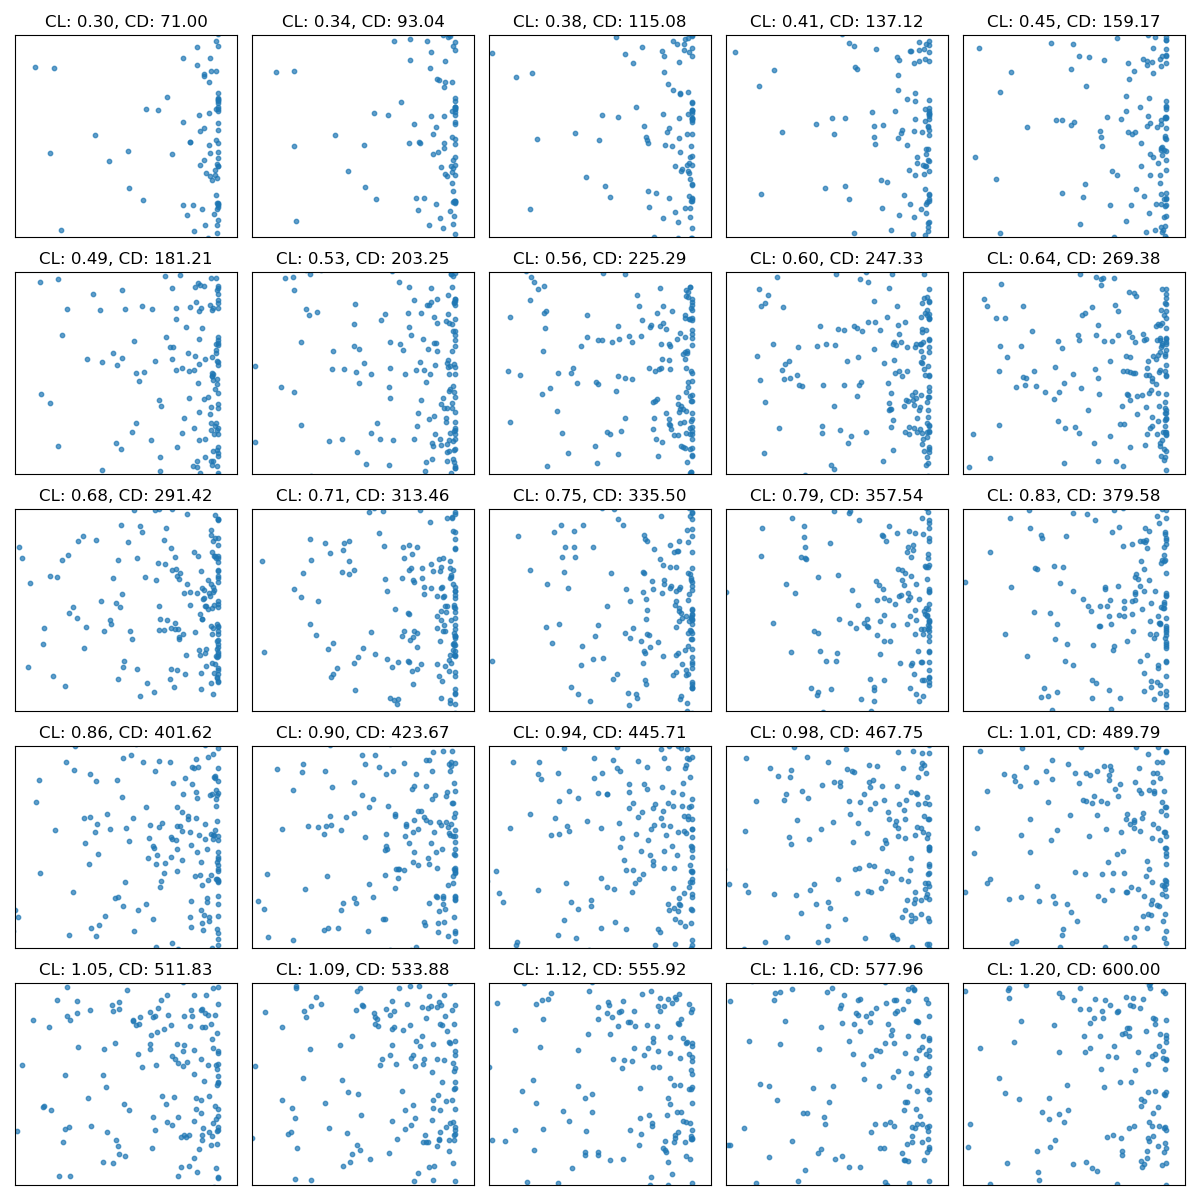 CL: 0.30, CD: 71.00
CL: 0.34, CD: 93.04
CL: 0.38, CD: 115.08
CL: 0.41, CD: 137.12
CL: 0.45, CD: 159.17
CL: 0.49, CD: 181.21
CL: 0.53, CD: 203.25
CL: 0.56, CD: 225.29
CL: 0.60, CD: 247.33
CL: 0.64, CD: 269.38
CL: 0.68, CD: 291.42
CL: 0.71, CD: 313.46
CL: 0.75, CD: 335.50
CL: 0.79, CD: 357.54
CL: 0.83, CD: 379.58
CL: 0.86, CD: 401.62
CL: 0.90, CD: 423.67
CL: 0.94, CD: 445.71
CL: 0.98, CD: 467.75
CL: 1.01, CD: 489.79
CL: 1.05, CD: 511.83
CL: 1.09, CD: 533.88
CL: 1.12, CD: 555.92
CL: 1.16, CD: 577.96
CL: 1.20, CD: 600.00